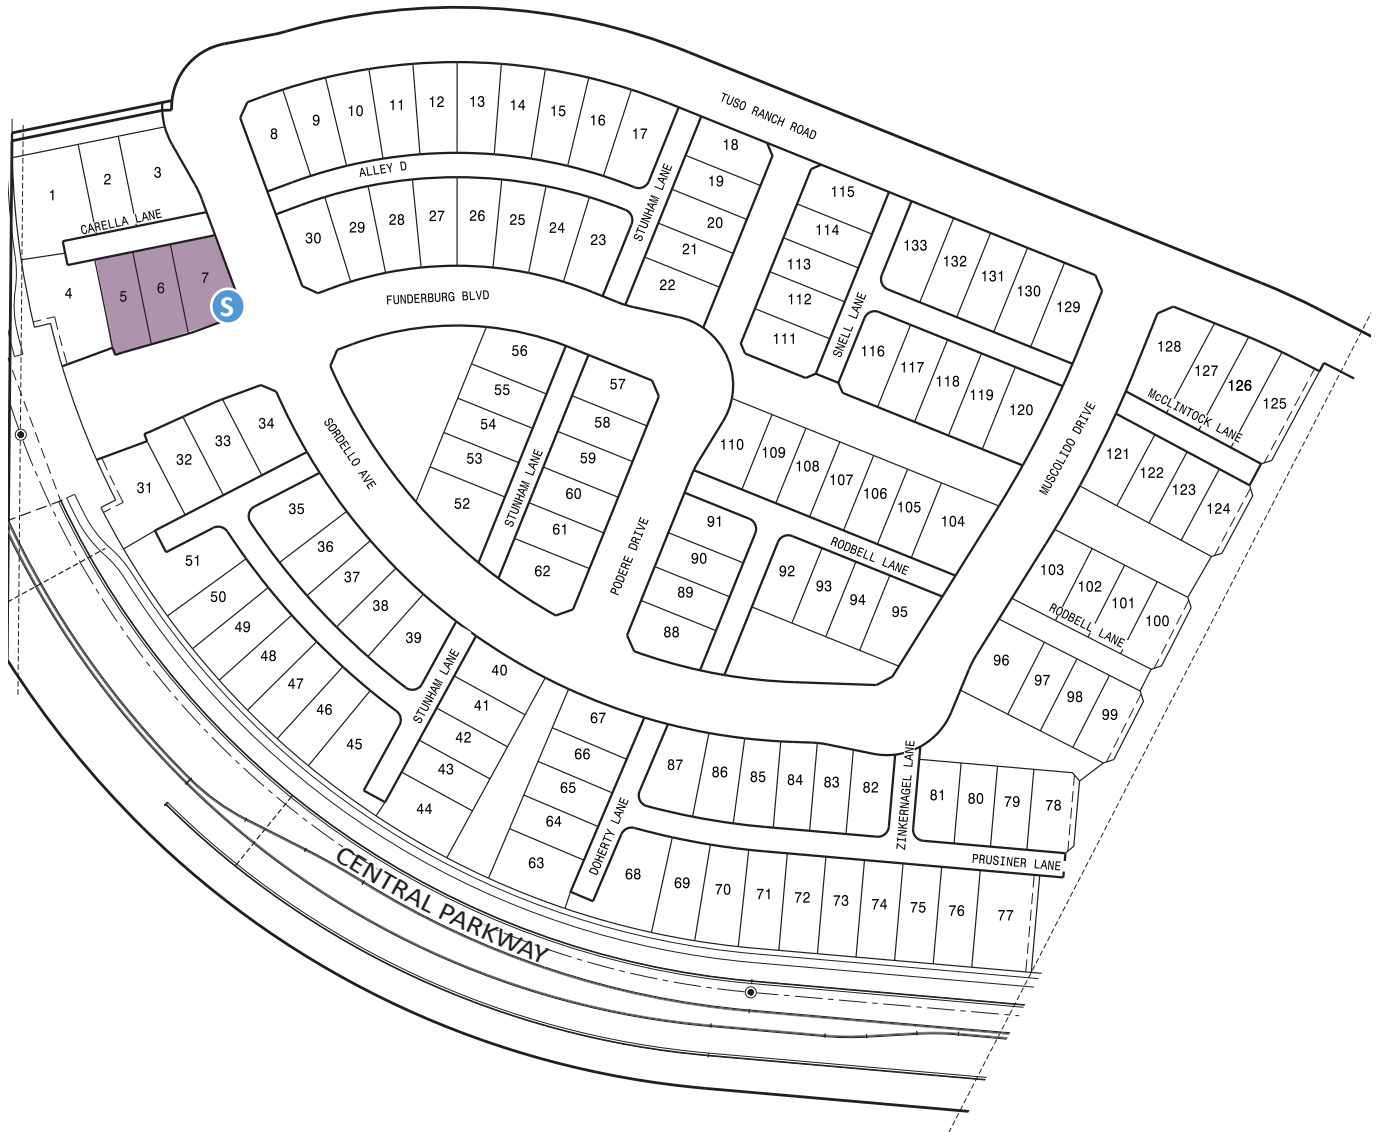 TUSO RANCH ROAD
8 9 10 11 12 13 14 15 16 17
ALLEY D
30 29 28 27 26 25 24 23
STUNHAM LANE
18
19
20
21
22
1 2 3
CARELLA LANE
4 5 6 7
S
FUNDERBURG BLVD
115
114
113
112
111
SNELL LANE
133 132 131 130 129
116 117 118 119 120
MUSCOLIDO DRIVE
128 127 126 125
McCLINTOCK LANE
121 122 123 124
56
55
54
53
52
STUNHAM LANE
57
58
59
60
61
62
SORDELLO AVE
PODERE DRIVE
110 109 108 107 106 105 104
RODBELL LANE
91
90
89
88
92 93 94 95
103 102 101 100
RODBELL LANE
96 97 98 99
31 32 33 34
35
36
37
38
39
51
50
49
48
47
46
45
STUNHAM LANE
40
41
42
43
44
67
66
65
64
63
DOHERTY LANE
87 86 85 84 83 82
ZINKERNAGEL LANE
81 80 79 78
PRUSINER LANE
68 69 70 71 72 73 74 75 76 77
CENTRAL PARKWAY